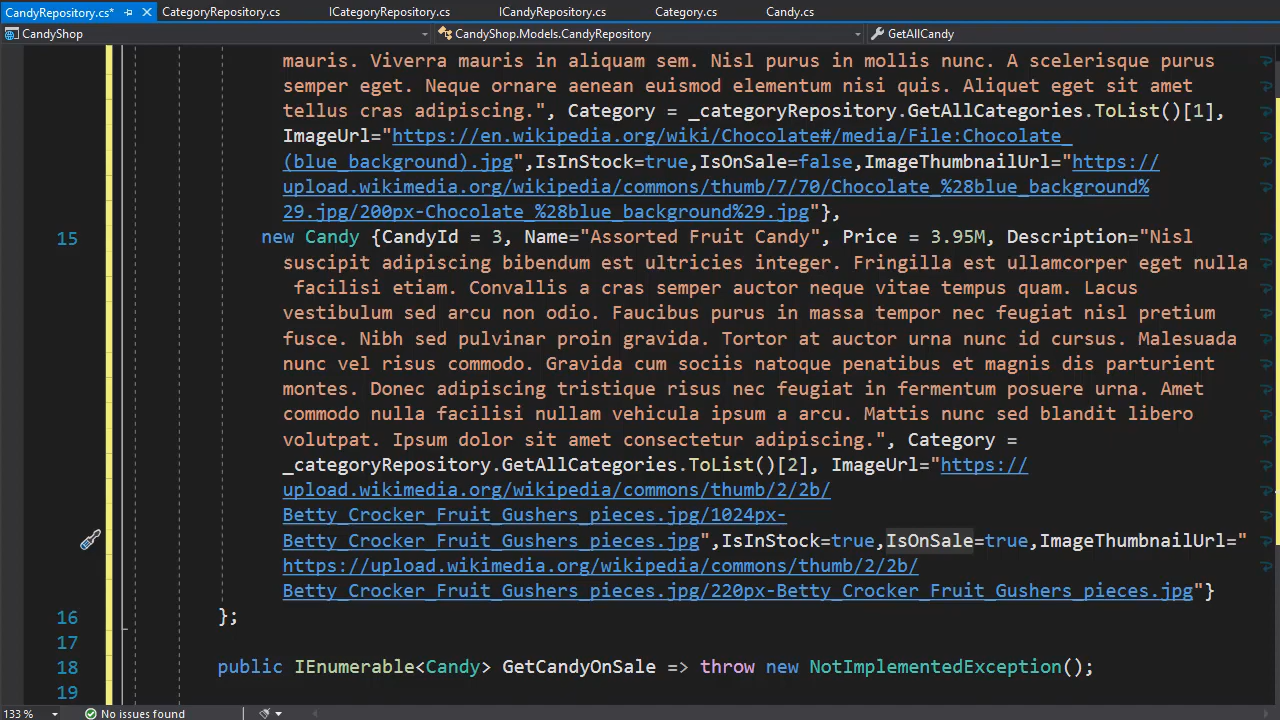 CandyRepository.cs*
CategoryRepository.cs
ICategoryRepository.cs
ICandyRepository.cs
Category.cs
Candy.cs
CandyShop
CandyShop.Models.CandyRepository
GetAllCandy
mauris. Viverra mauris in aliquam sem. Nisl purus in mollis nunc. A scelerisque purus
semper eget. Neque ornare aenean euismod elementum nisi quis. Aliquet eget sit amet
tellus cras adipiscing.", Category = _categoryRepository.GetAllCategories.ToList()[1],
ImageUrl="https://en.wikipedia.org/wiki/Chocolate#/media/File:Chocolate_
(blue_background).jpg",IsInStock=true,IsOnSale=false,ImageThumbnailUrl="https://
upload.wikimedia.org/wikipedia/commons/thumb/7/70/Chocolate_%28blue_background%
29.jpg/200px-Chocolate_%28blue_background%29.jpg"},
15 new Candy {CandyId = 3, Name="Assorted Fruit Candy", Price = 3.95M, Description="Nisl
suscipit adipiscing bibendum est ultricies integer. Fringilla est ullamcorper eget nulla
facilisi etiam. Convallis a cras semper auctor neque vitae tempus quam. Lacus
vestibulum sed arcu non odio. Faucibus purus in massa tempor nec feugiat nisl pretium
fusce. Nibh sed pulvinar proin gravida. Tortor at auctor urna nunc id cursus. Malesuada
nunc vel risus commodo. Gravida cum sociis natoque penatibus et magnis dis parturient
montes. Donec adipiscing tristique risus nec feugiat in fermentum posuere urna. Amet
commodo nulla facilisi nullam vehicula ipsum a arcu. Mattis nunc sed blandit libero
volutpat. Ipsum dolor sit amet consectetur adipiscing.", Category =
_categoryRepository.GetAllCategories.ToList()[2], ImageUrl="https://
upload.wikimedia.org/wikipedia/commons/thumb/2/2b/
Betty_Crocker_Fruit_Gushers_pieces.jpg/1024px-
Betty_Crocker_Fruit_Gushers_pieces.jpg",IsInStock=true,IsOnSale=true,ImageThumbnailUrl="
https://upload.wikimedia.org/wikipedia/commons/thumb/2/2b/
Betty_Crocker_Fruit_Gushers_pieces.jpg/220px-Betty_Crocker_Fruit_Gushers_pieces.jpg"}
16 };
17
18 public IEnumerable<Candy> GetCandyOnSale => throw new NotImplementedException();
19
133 %
No issues found